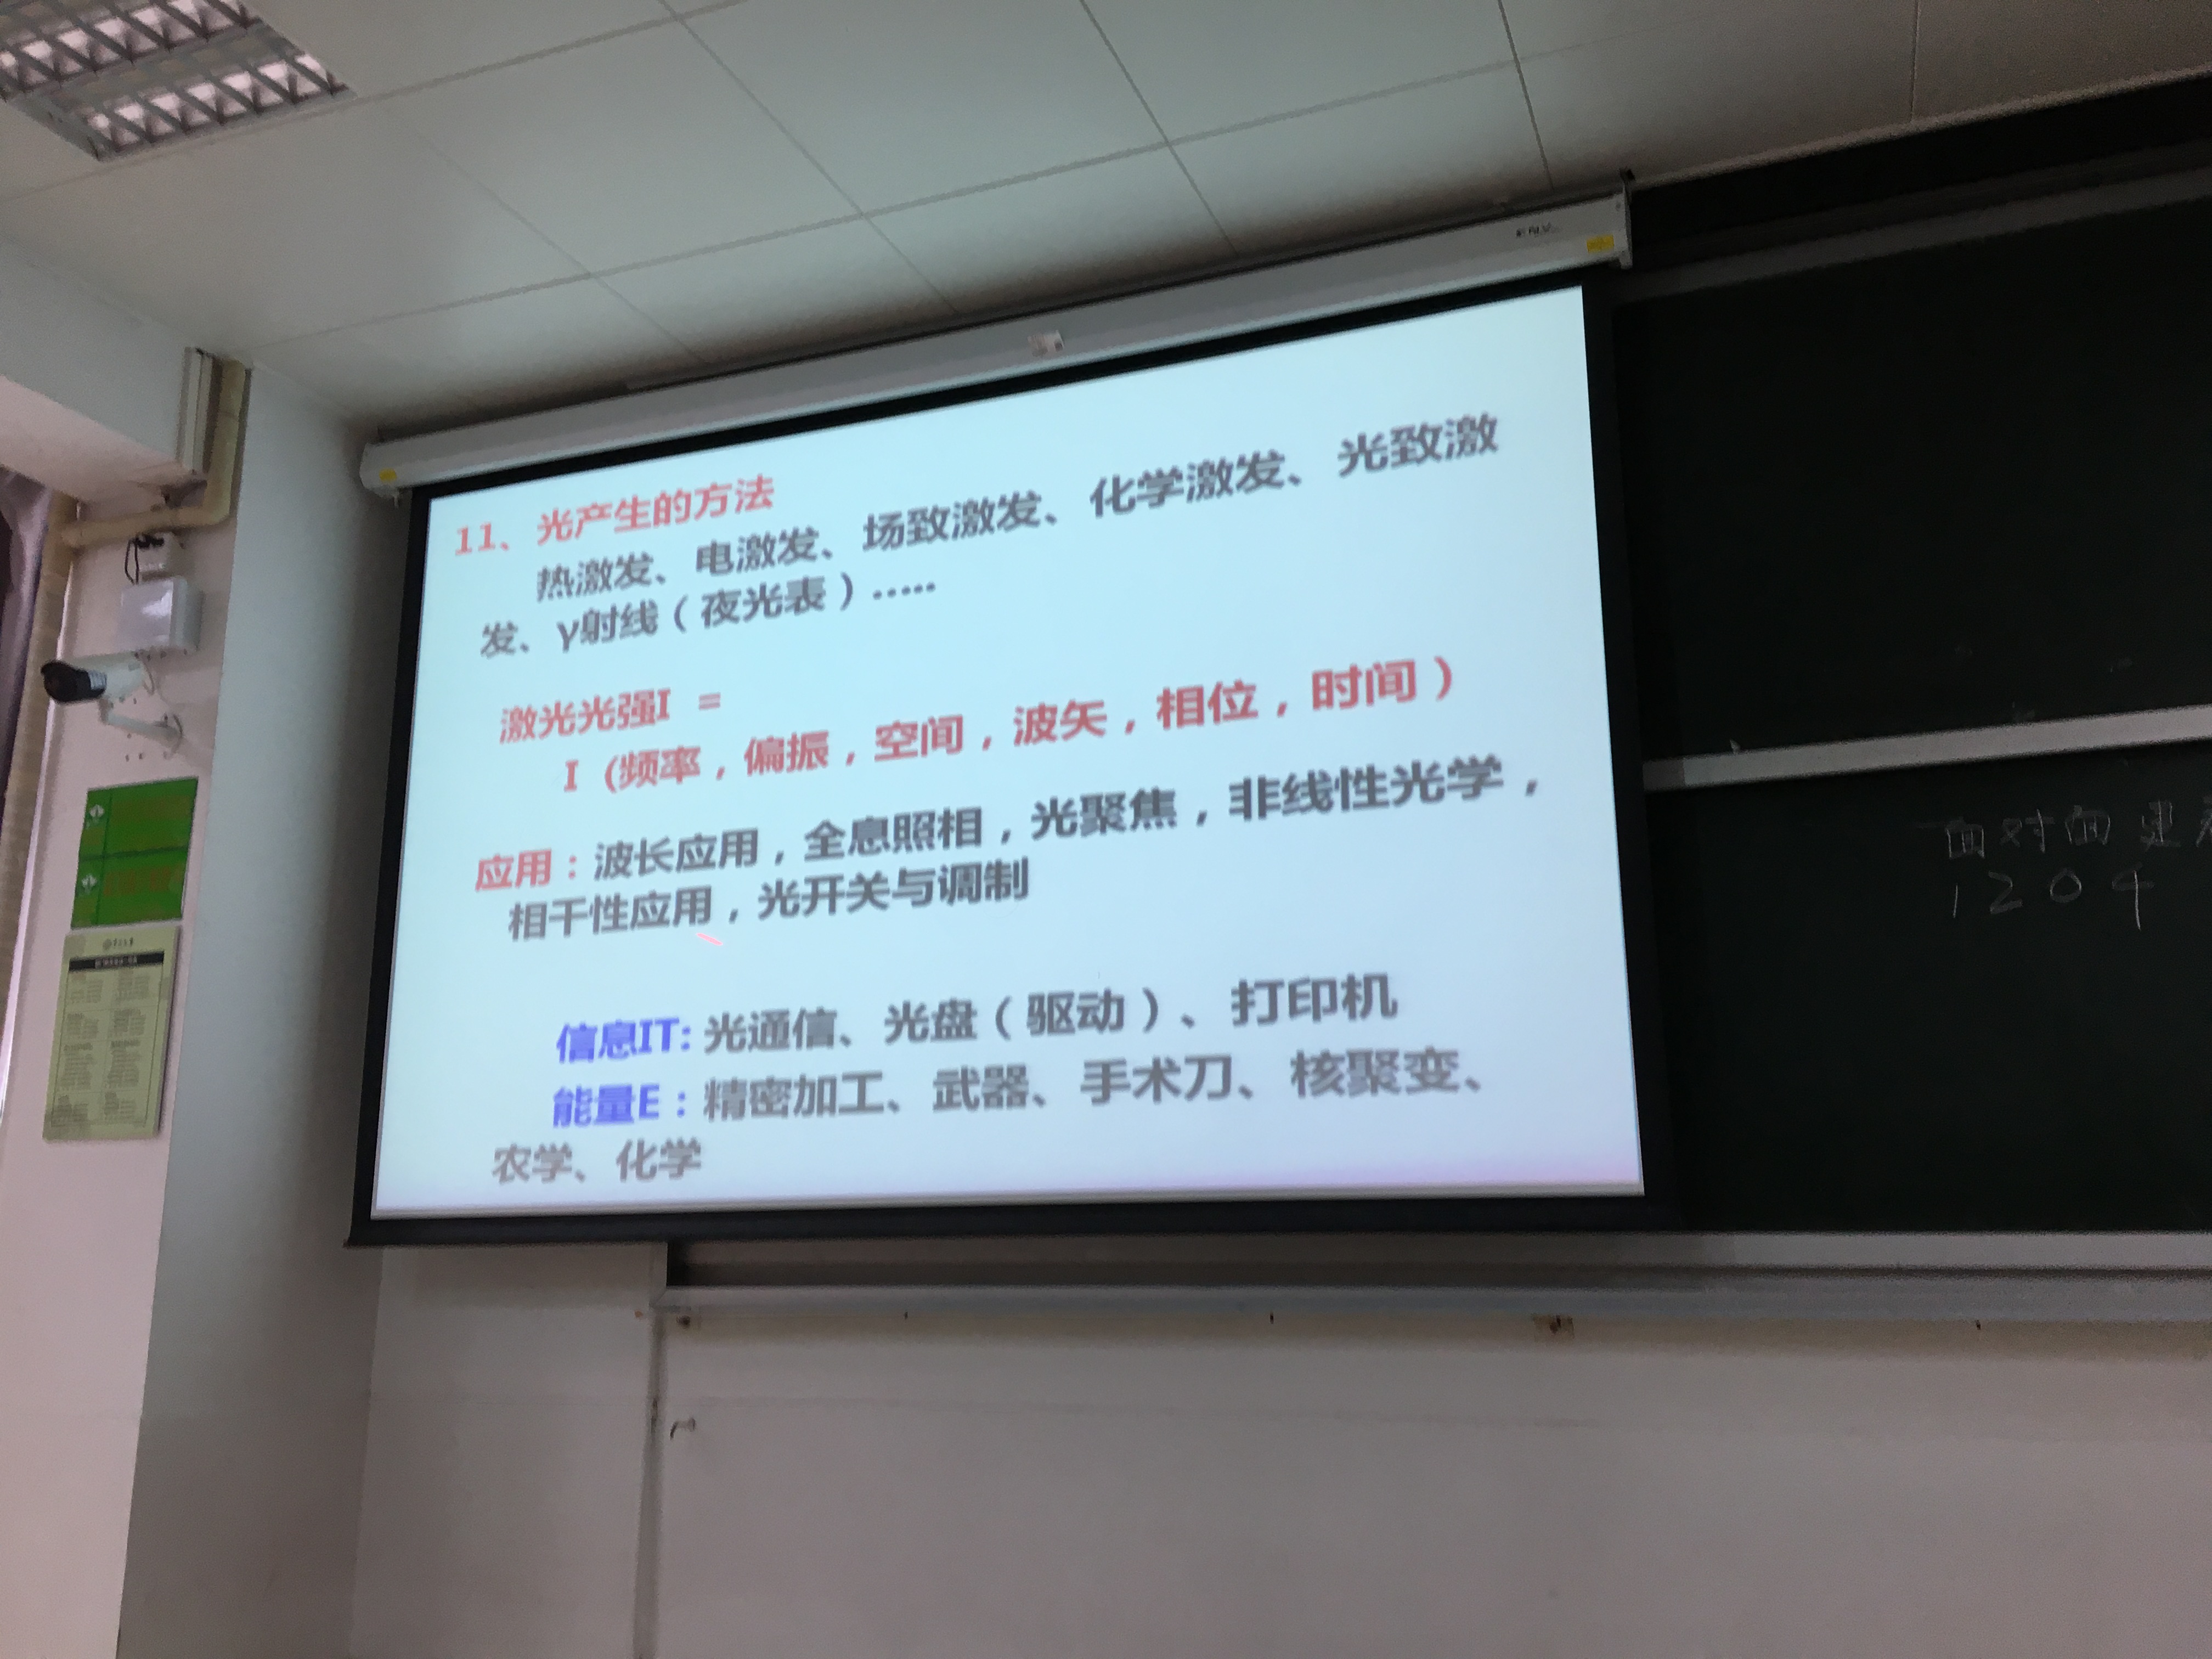 11、光产生的方法
热激发、电激发、场致激发、化学激发、光致激
发、γ射线（夜光表）……
激光光强I =
I（频率，偏振，空间，波矢，相位，时间）
应用：波长应用，全息照相，光聚焦，非线性光学，
相干性应用，光开关与调制
信息IT: 光通信、光盘（驱动）、打印机
能量E：精密加工、武器、手术刀、核聚变、
农学、化学
面对面建
1204